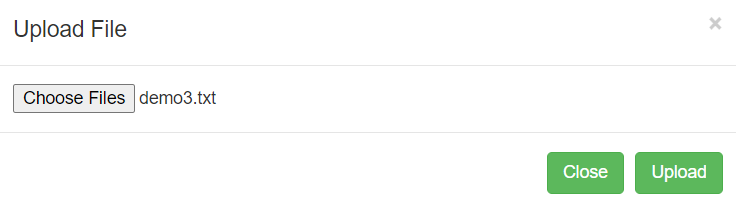 Upload File ×
Choose Files demo3.txt
Close Upload